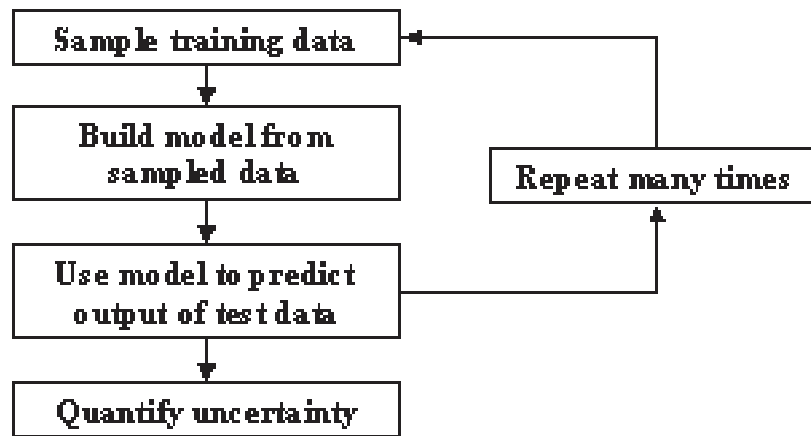 Sample training data
Build model from
sampled data
Repeat many times
Use model to predict
output of test data
Quantify uncertainty